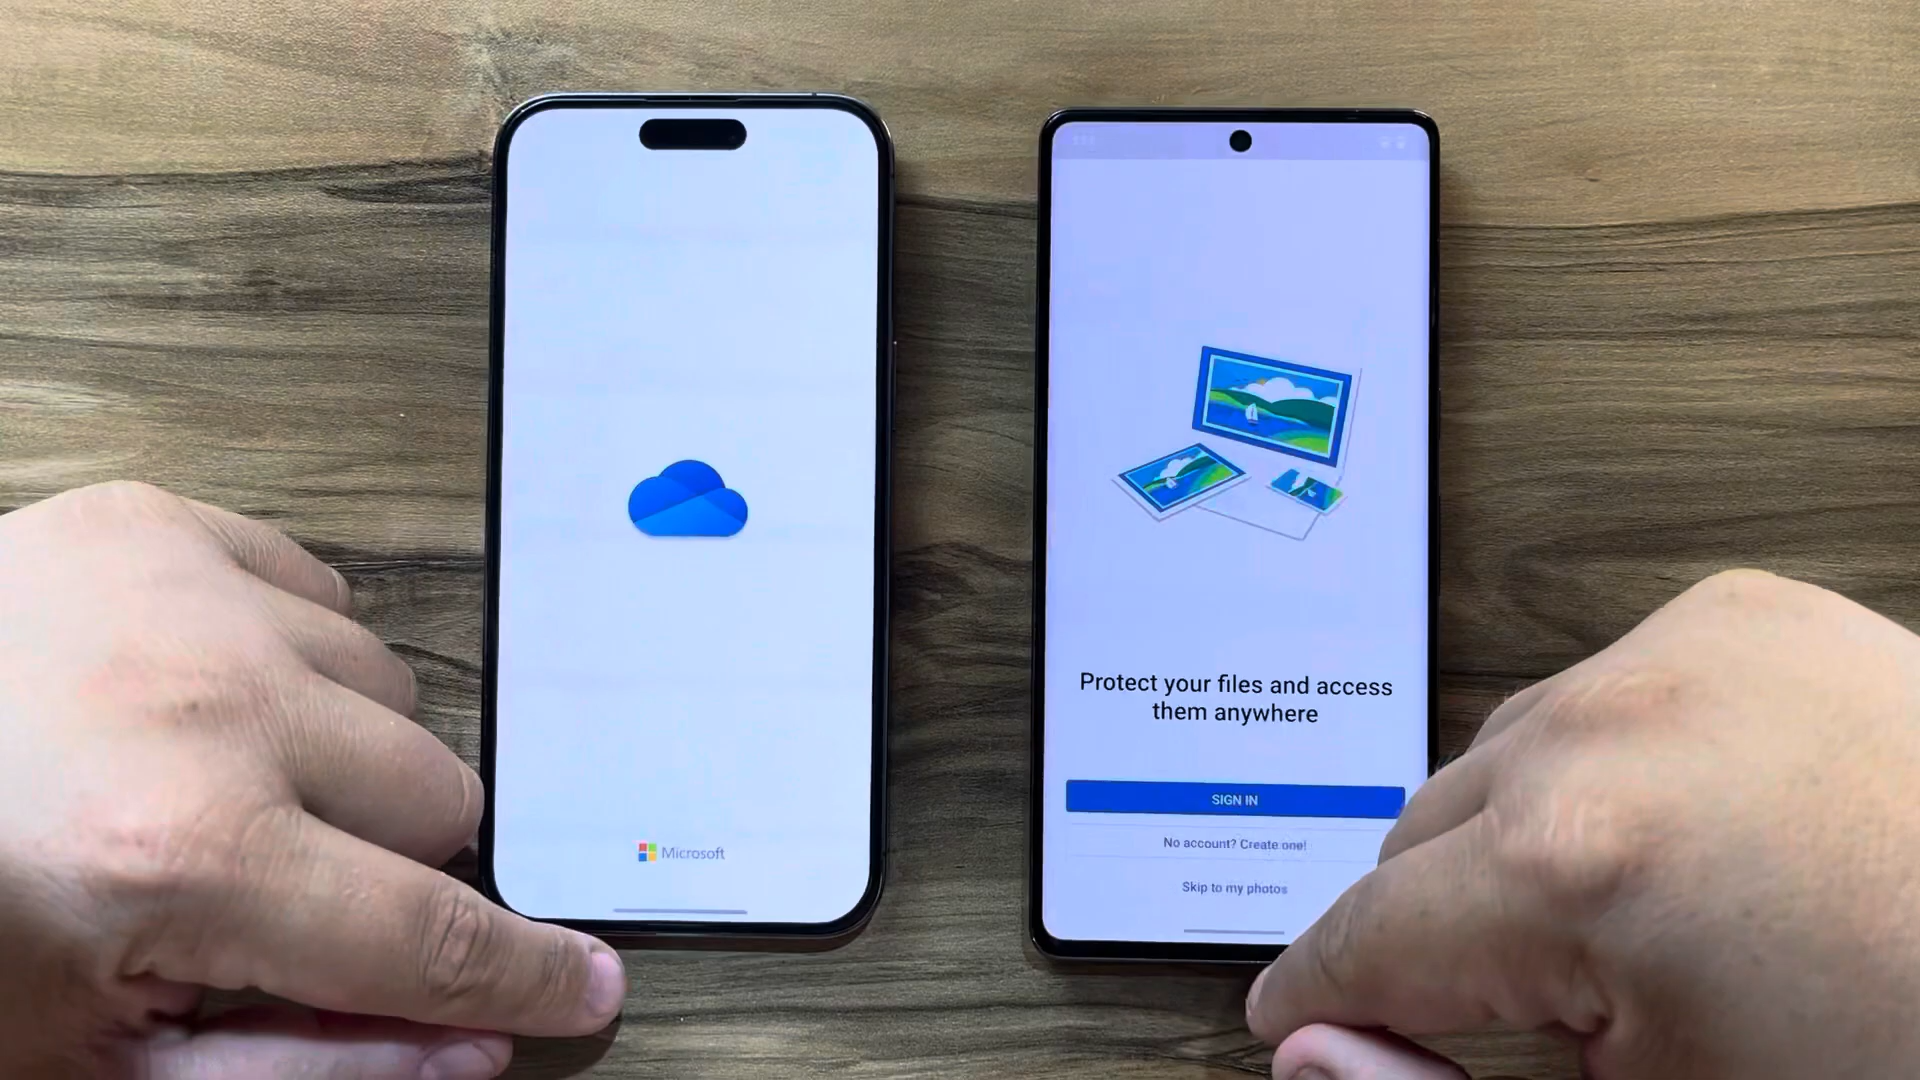 Microsoft
Protect your files and access
them anywhere
SIGN IN
No account? Create one!
Skip to my photos